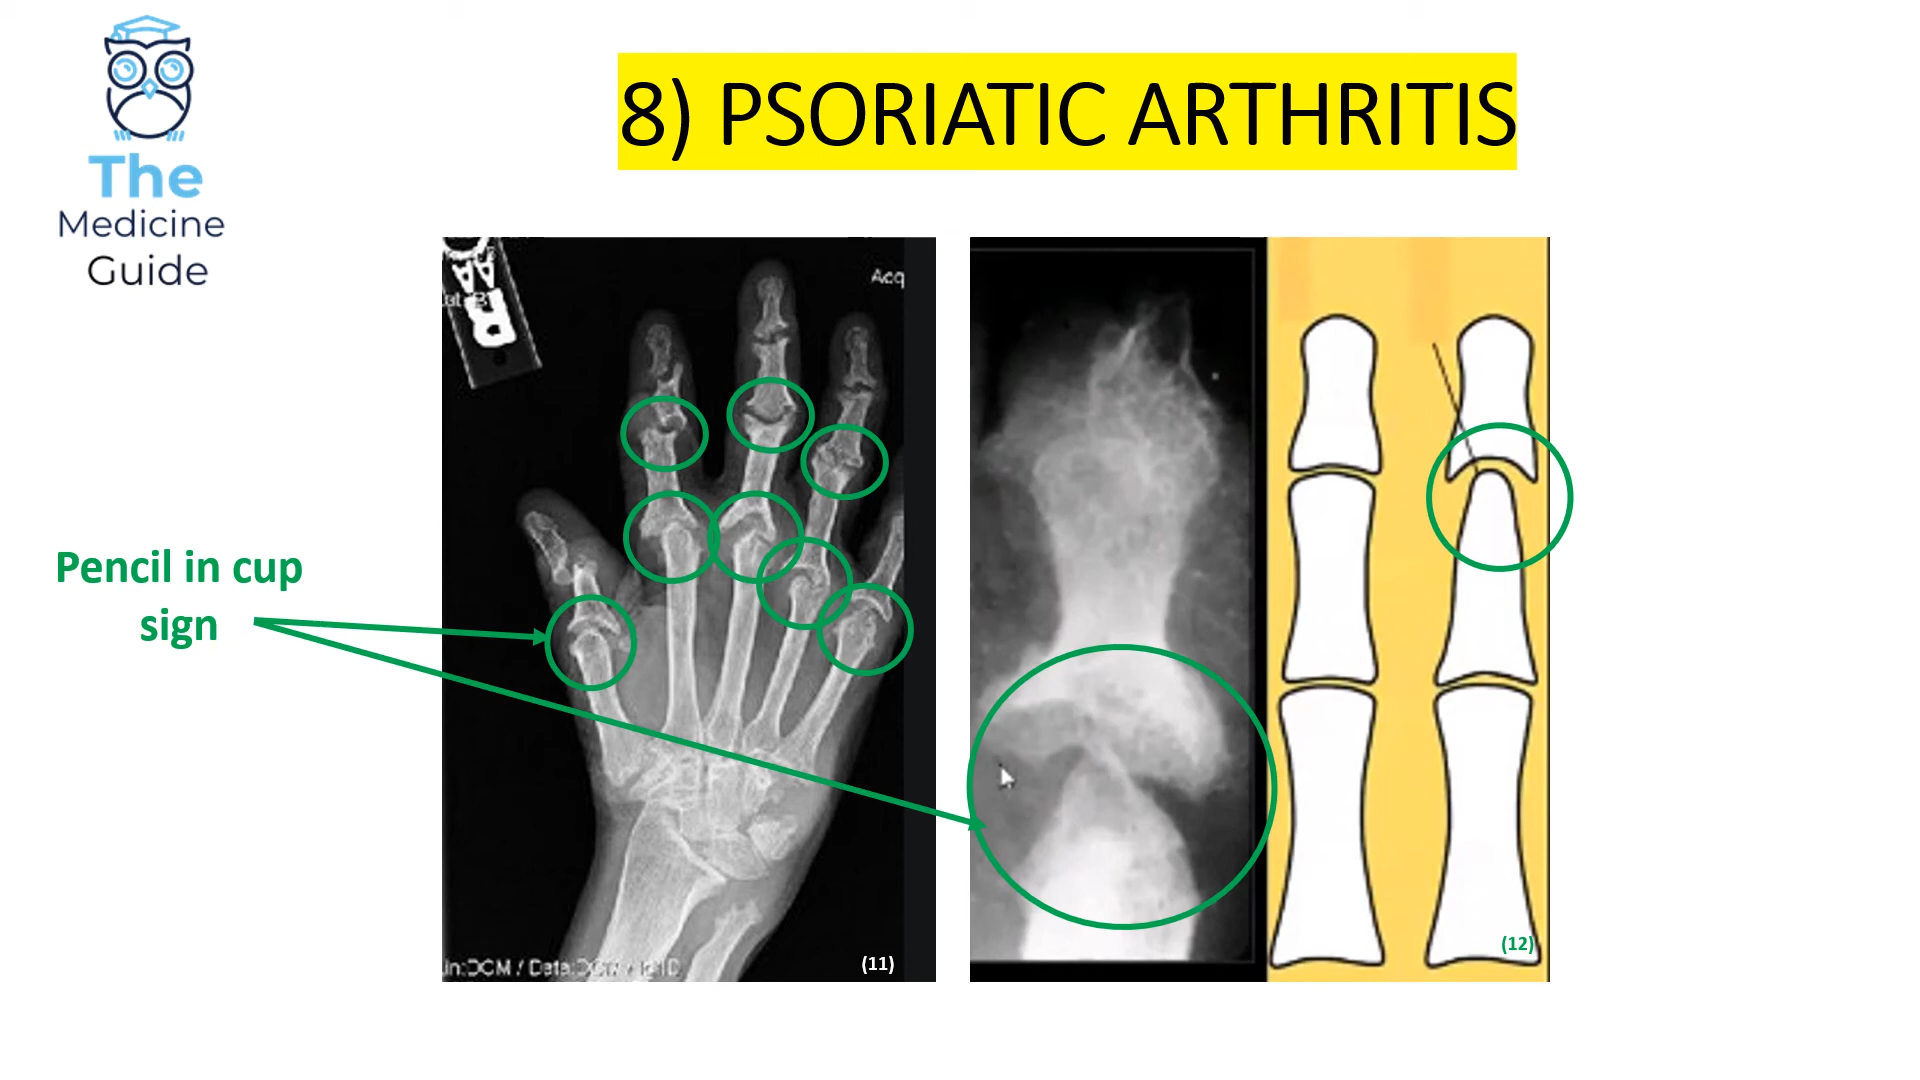 The
Medicine
Guide
8) PSORIATIC ARTHRITIS
Acq
Pencil in cup
sign
(11)
(12)